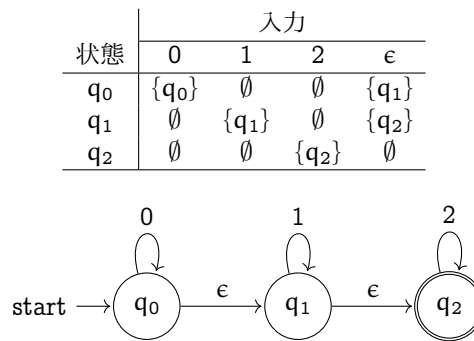 入力
状態 0 1 2 ϵ
q₀ {q₀} ∅ ∅ {q₁}
q₁ ∅ {q₁} ∅ {q₂}
q₂ ∅ ∅ {q₂} ∅
0 1 2
start q₀ ϵ q₁ ϵ q₂